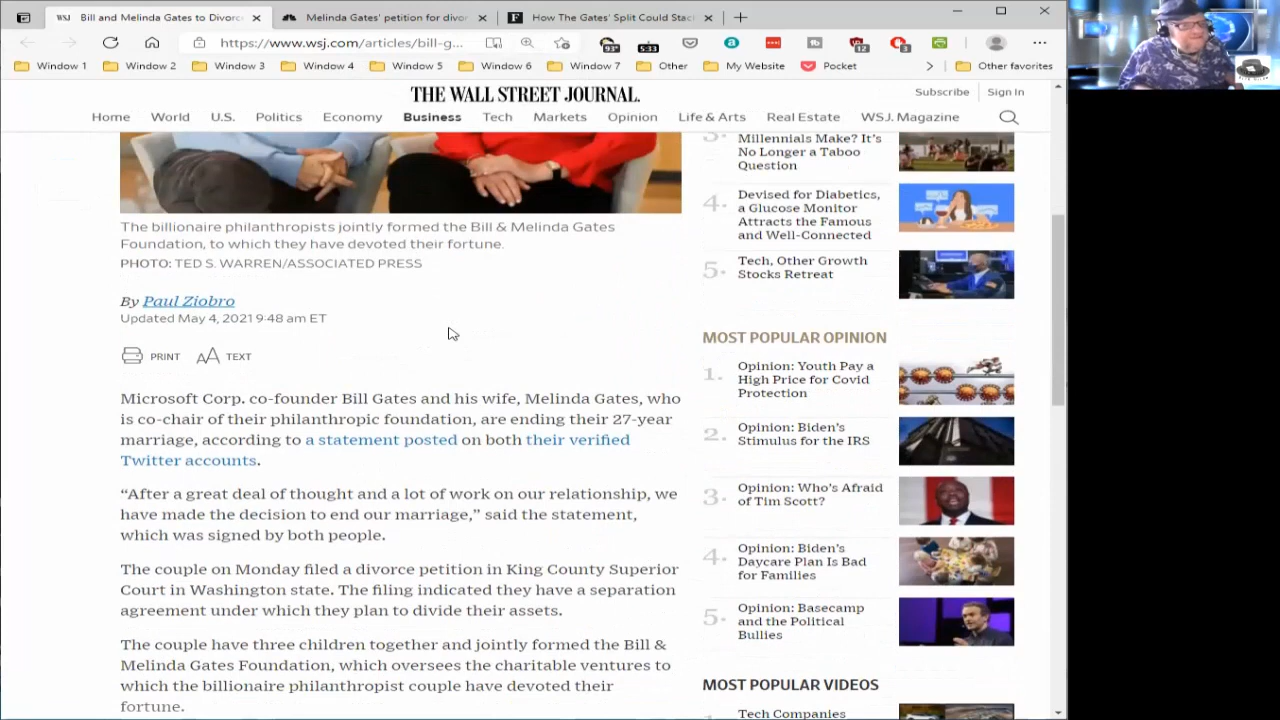 WSJ Bill and Melinda Gates to Divorc
Melinda Gates' petition for divor
F How The Gates' Split Could Stac
https://www.wsj.com/articles/bill-g...
93°
5:33
a
12
3
Window 1
Window 2
Window 3
Window 4
Window 5
Window 6
Window 7
Other
My Website
Pocket
Other favorites
THE WALL STREET JOURNAL.
Subscribe
Sign In
Home World U.S. Politics Economy Business Tech Markets Opinion Life & Arts Real Estate WSJ. Magazine
The billionaire philanthropists jointly formed the Bill & Melinda Gates
Foundation, to which they have devoted their fortune.
PHOTO: TED S. WARREN/ASSOCIATED PRESS
By Paul Ziobro
Updated May 4, 2021 9:48 am ET
PRINT
AA TEXT
Microsoft Corp. co-founder Bill Gates and his wife, Melinda Gates, who
is co-chair of their philanthropic foundation, are ending their 27-year
marriage, according to a statement posted on both their verified
Twitter accounts.
“After a great deal of thought and a lot of work on our relationship, we
have made the decision to end our marriage,” said the statement,
which was signed by both people.
The couple on Monday filed a divorce petition in King County Superior
Court in Washington state. The filing indicated they have a separation
agreement under which they plan to divide their assets.
The couple have three children together and jointly formed the Bill &
Melinda Gates Foundation, which oversees the charitable ventures to
which the billionaire philanthropist couple have devoted their
fortune.
3. Millennials Make? It’s
No Longer a Taboo
Question
4. Devised for Diabetics,
a Glucose Monitor
Attracts the Famous
and Well-Connected
5. Tech, Other Growth
Stocks Retreat
MOST POPULAR OPINION
1. Opinion: Youth Pay a
High Price for Covid
Protection
2. Opinion: Biden’s
Stimulus for the IRS
3. Opinion: Who’s Afraid
of Tim Scott?
4. Opinion: Biden’s
Daycare Plan Is Bad
for Families
5. Opinion: Basecamp
and the Political
Bullies
MOST POPULAR VIDEOS
Tech Companies